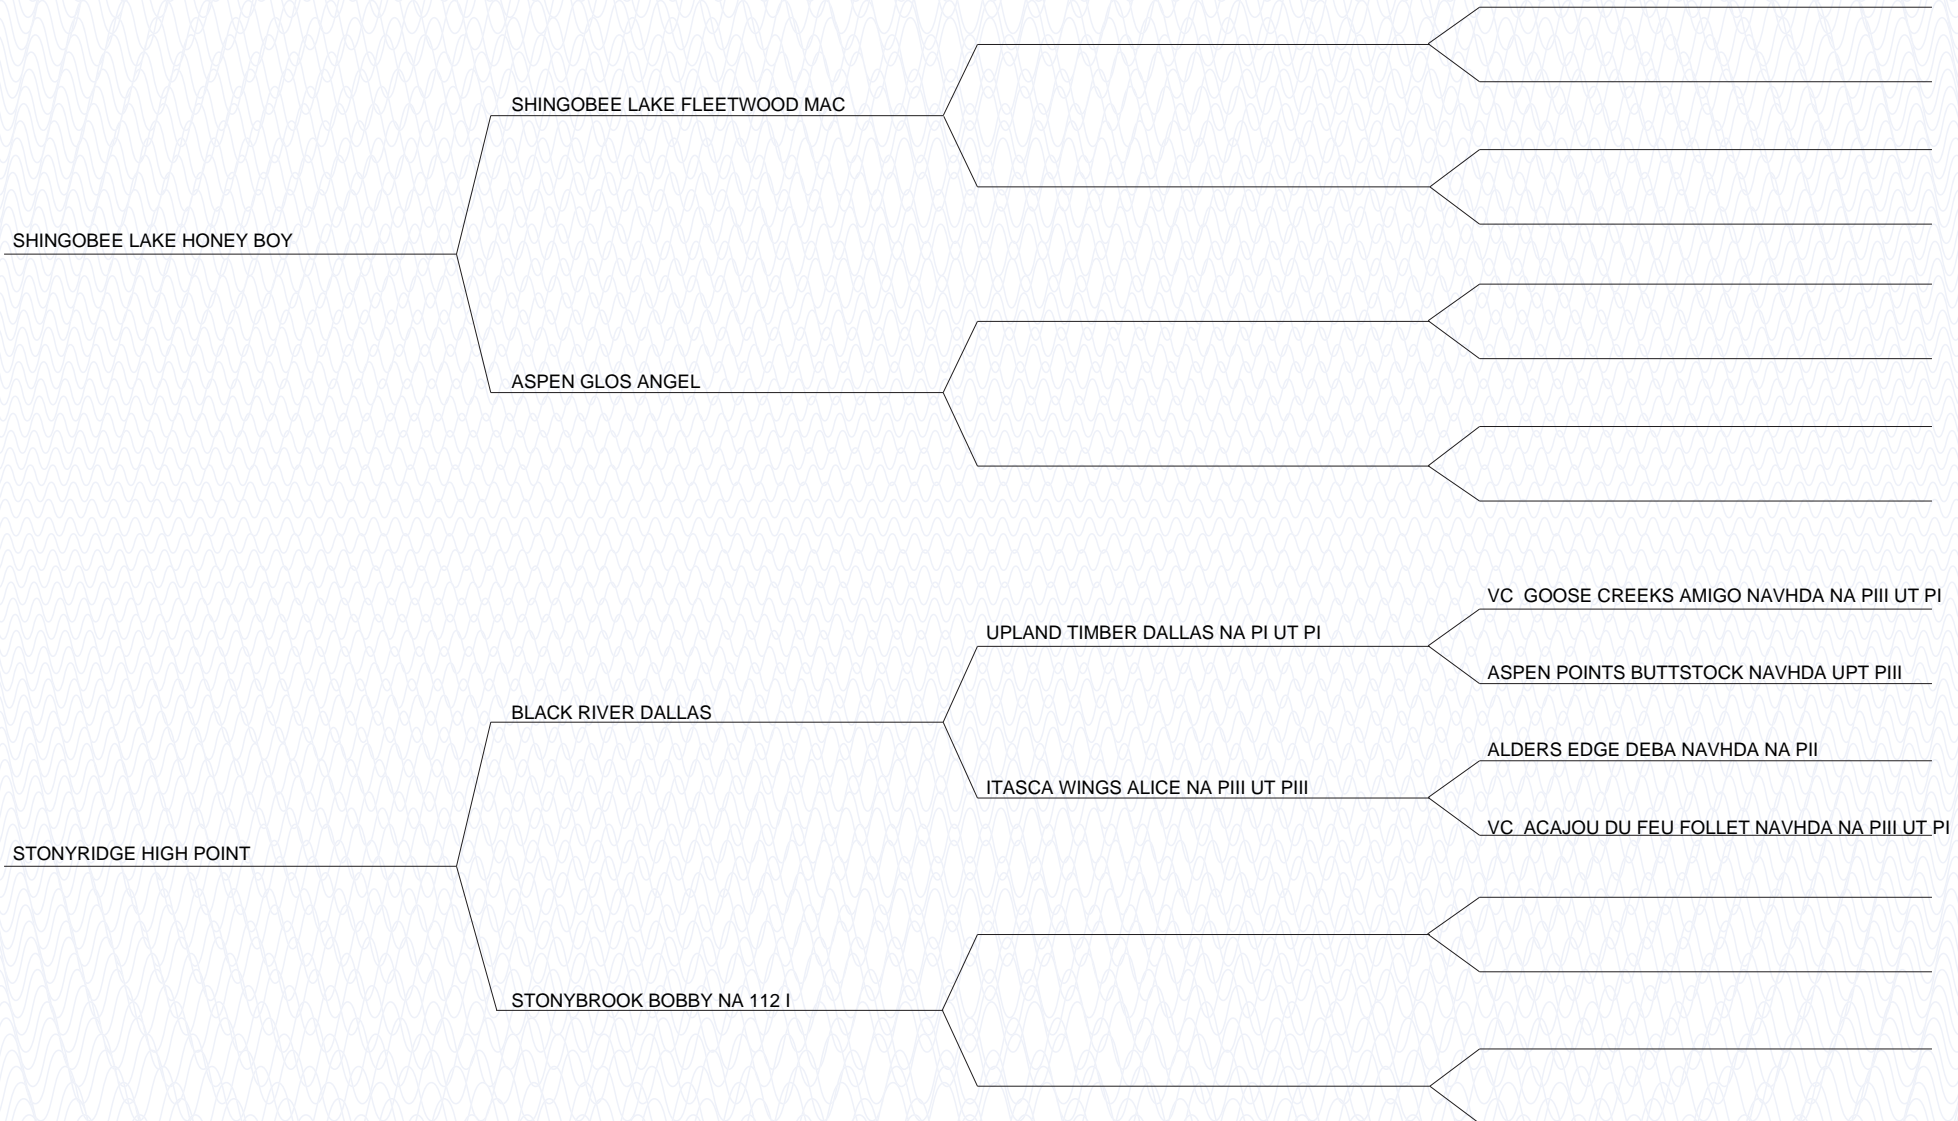 SHINGOBEE LAKE FLEETWOOD MAC
SHINGOBEE LAKE HONEY BOY
ASPEN GLOS ANGEL
VC  GOOSE CREEKS AMIGO NAVHDA NA PIII UT PI
UPLAND TIMBER DALLAS NA PI UT PI
ASPEN POINTS BUTTSTOCK NAVHDA UPT PIII
BLACK RIVER DALLAS
ALDERS EDGE DEBA NAVHDA NA PII
ITASCA WINGS ALICE NA PIII UT PIII
VC  ACAJOU DU FEU FOLLET NAVHDA NA PIII UT PI
STONYRIDGE HIGH POINT
STONYBROOK BOBBY NA 112 I